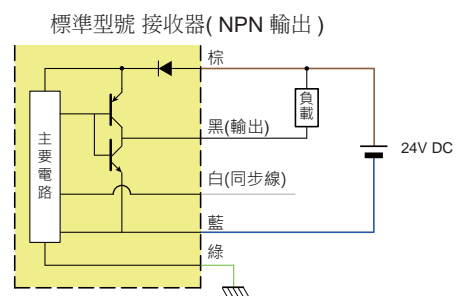 標準型號 接收器( NPN 輸出 )
棕
負載
黑(輸出)
主要電路
24V DC
白(同步線)
藍
綠